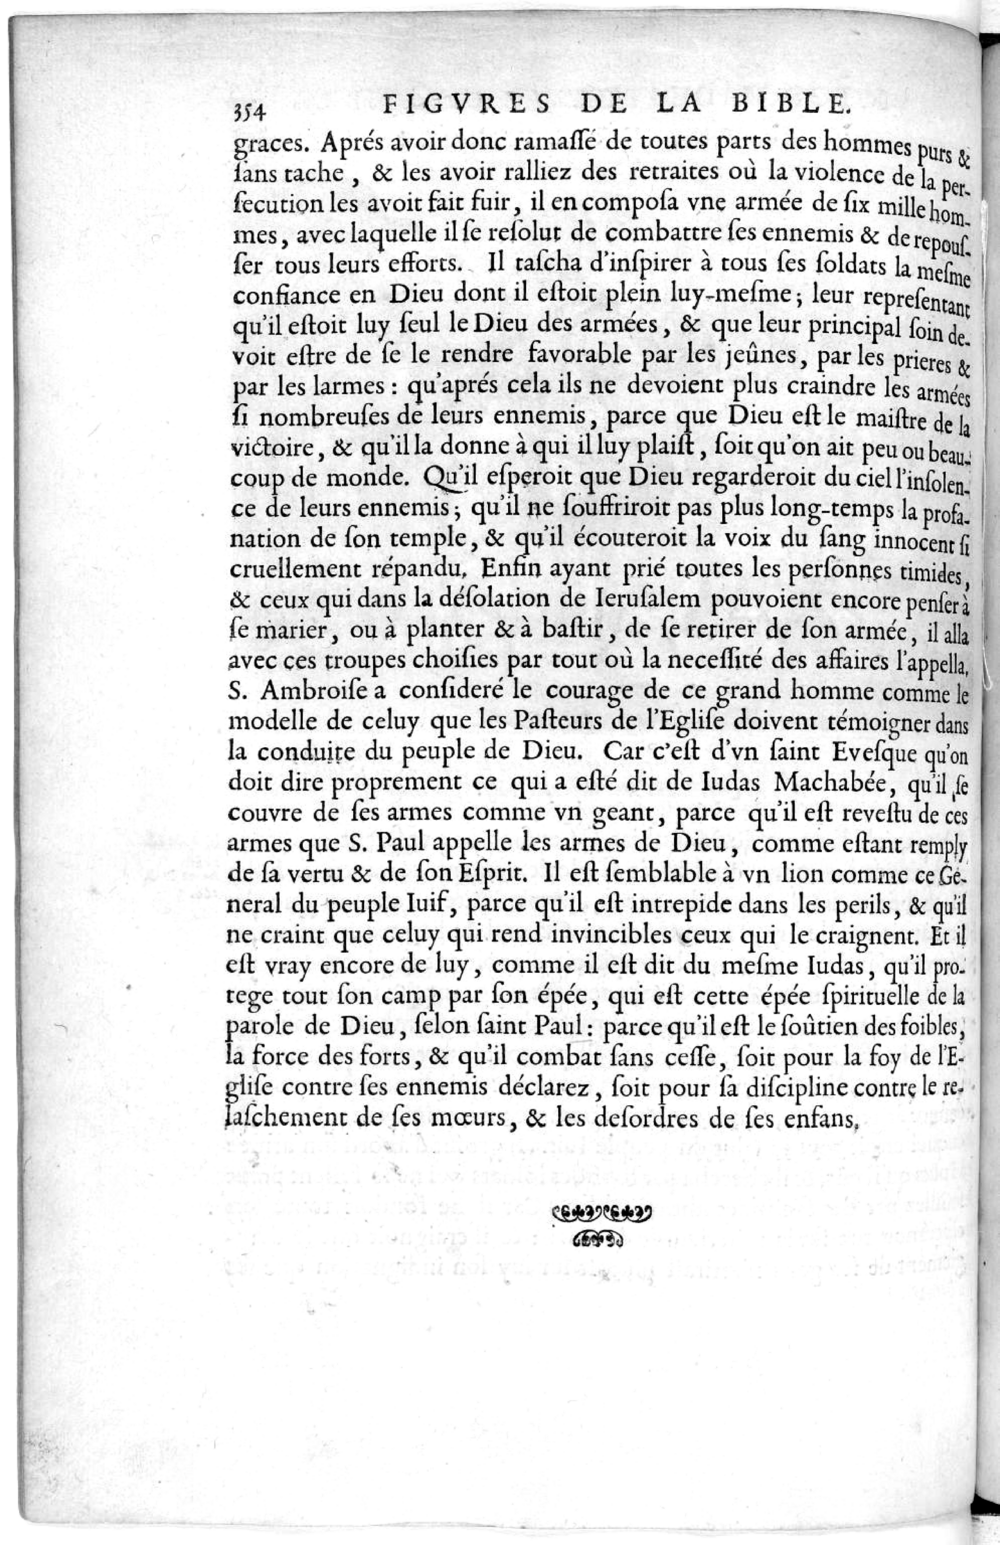 354 FIGVRES DE LA BIBLE.
graces. Aprés avoir donc ramaſſé de toutes parts des hommes purs &
ſans tache, & les avoir ralliez des retraites où la violence de la per-
ſecution les avoit fait fuir, il en compoſa vne armée de ſix mille hom-
mes, avec laquelle il ſe reſolut de combattre ſes ennemis & de repouſ-
ſer tous leurs efforts. Il taſcha d'inſpirer à tous ſes ſoldats la meſme
confiance en Dieu dont il eſtoit plein luy-meſme; leur repreſentant
qu'il eſtoit luy ſeul le Dieu des armées, & que leur principal ſoin de-
voit eſtre de ſe le rendre favorable par les jeûnes, par les prieres &
par les larmes: qu'aprés cela ils ne devoient plus craindre les armées
ſi nombreuſes de leurs ennemis, parce que Dieu eſt le maiſtre de la
victoire, & qu'il la donne à qui il luy plaiſt, ſoit qu'on ait peu ou beau-
coup de monde. Qu'il eſperoit que Dieu regarderoit du ciel l'inſolen-
ce de leurs ennemis; qu'il ne ſouffriroit pas plus long-temps la profa-
nation de ſon temple, & qu'il écouteroit la voix du ſang innocent ſi
cruellement répandu. Enfin ayant prié toutes les perſonnes timides,
& ceux qui dans la déſolation de Ieruſalem pouvoient encore penſer à
ſe marier, ou à planter & à baſtir, de ſe retirer de ſon armée, il alla
avec ces troupes choiſies par tout où la neceſſité des affaires l'appella.
S. Ambroiſe a conſideré le courage de ce grand homme comme le
modelle de celuy que les Paſteurs de l'Egliſe doivent témoigner dans
la conduite du peuple de Dieu. Car c'eſt d'vn ſaint Eveſque qu'on
doit dire proprement ce qui a eſté dit de Iudas Machabée, qu'il ſe
couvre de ſes armes comme vn geant, parce qu'il eſt reveſtu de ces
armes que S. Paul appelle les armes de Dieu, comme eſtant remply
de ſa vertu & de ſon Eſprit. Il eſt ſemblable à vn lion comme ce Gé-
neral du peuple Iuif, parce qu'il eſt intrepide dans les perils, & qu'il
ne craint que celuy qui rend invincibles ceux qui le craignent. Et il
eſt vray encore de luy, comme il eſt dit du meſme Iudas, qu'il pro-
tege tout ſon camp par ſon épée, qui eſt cette épée ſpirituelle de la
parole de Dieu, ſelon ſaint Paul: parce qu'il eſt le ſoûtien des foibles,
la force des forts, & qu'il combat ſans ceſſe, ſoit pour la foy de l'E-
gliſe contre ſes ennemis déclarez, ſoit pour ſa diſcipline contre le re-
laſchement de ſes mœurs, & les deſordres de ſes enfans.